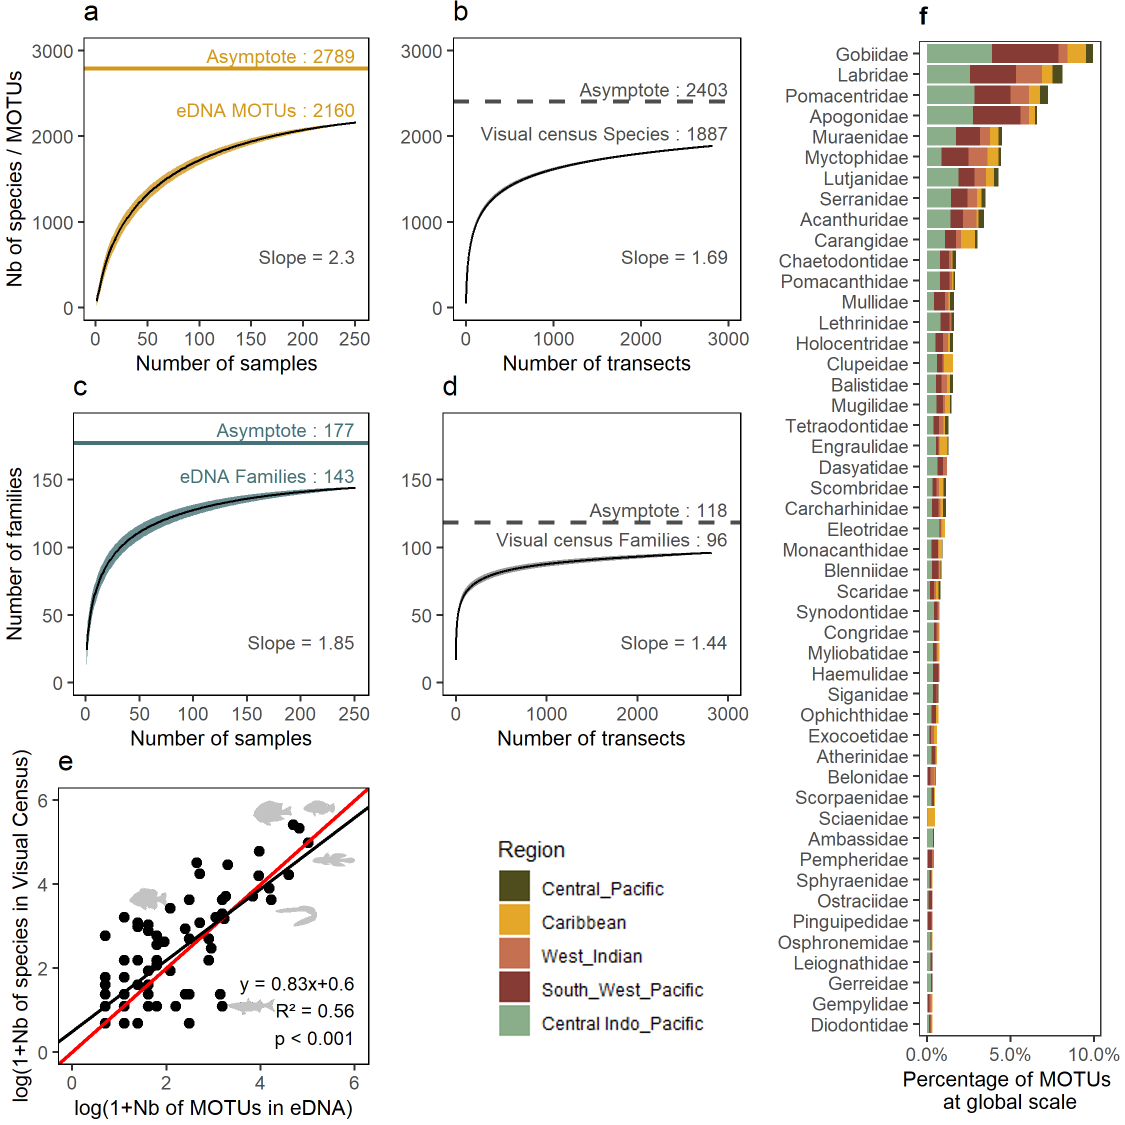 a
Nb of species / MOTUs
3000
2000
1000
0
Asymptote : 2789
eDNA MOTUs : 2160
Slope = 2.3
0 50 100 150 200 250
Number of samples
b
3000
2000
1000
0
Asymptote : 2403
Visual census Species : 1887
Slope = 1.69
0 1000 2000 3000
Number of transects
c
Number of families
150
100
50
0
Asymptote : 177
eDNA Families : 143
Slope = 1.85
0 50 100 150 200 250
Number of samples
d
150
100
50
0
Asymptote : 118
Visual census Families : 96
Slope = 1.44
0 1000 2000 3000
Number of transects
e
log(1+Nb of species in Visual Census)
6
4
2
0
y = 0.83x+0.6
R² = 0.56
p < 0.001
0 2 4 6
log(1+Nb of MOTUs in eDNA)
Region
Central_Pacific
Caribbean
West_Indian
South_West_Pacific
Central Indo_Pacific
f
Gobiidae
Labridae
Pomacentridae
Apogonidae
Muraenidae
Myctophidae
Lutjanidae
Serranidae
Acanthuridae
Carangidae
Chaetodontidae
Pomacanthidae
Mullidae
Lethrinidae
Holocentridae
Clupeidae
Balistidae
Mugilidae
Tetraodontidae
Engraulidae
Dasyatidae
Scombridae
Carcharhinidae
Eleotridae
Monacanthidae
Blenniidae
Scaridae
Synodontidae
Congridae
Myliobatidae
Haemulidae
Siganidae
Ophichthidae
Exocoetidae
Atherinidae
Belonidae
Scorpaenidae
Sciaenidae
Ambassidae
Pempheridae
Sphyraenidae
Ostraciidae
Pinguipedidae
Osphronemidae
Leiognathidae
Gerreidae
Gempylidae
Diodontidae
0.0% 5.0% 10.0%
Percentage of MOTUs
at global scale